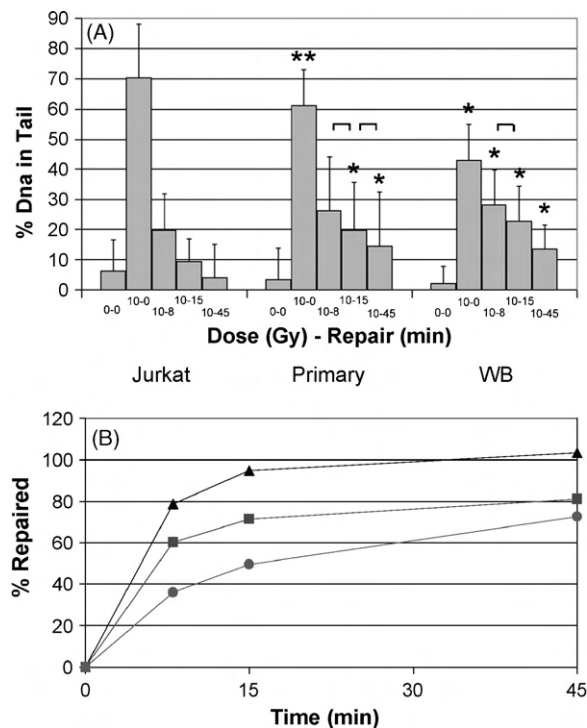 (A)
% Dna in Tail
90
80
70
60
50
40
30
20
10
0
** * * * * * *
0-0 10-0 10-8 10-15 10-45 0-0 10-0 10-8 10-15 10-45 0-0 10-0 10-8 10-15 10-45
Dose (Gy) - Repair (min)
Jurkat Primary WB
(B)
% Repaired
120
100
80
60
40
20
0
0 15 30 45
Time (min)